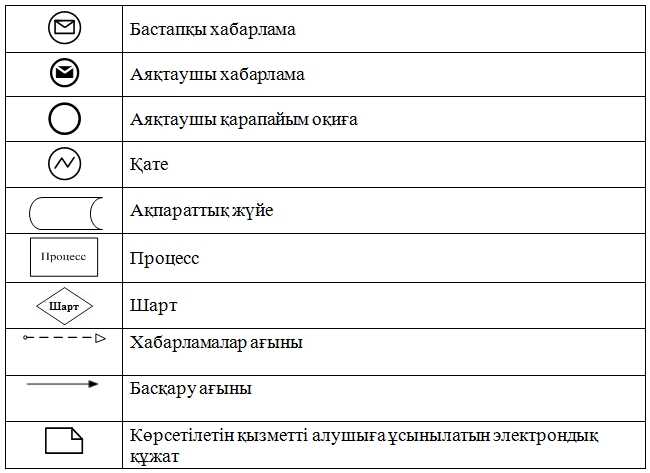 Бастапқы хабарлама
Аяқтаушы хабарлама
Аяқтаушы қарапайым оқиға
Қате
Ақпараттық жүйе
Процесс Процесс
Шарт Шарт
Хабарламалар ағыны
Басқару ағыны
Көрсетілетін қызметті алушыға ұсынылатын электрондық
құжат